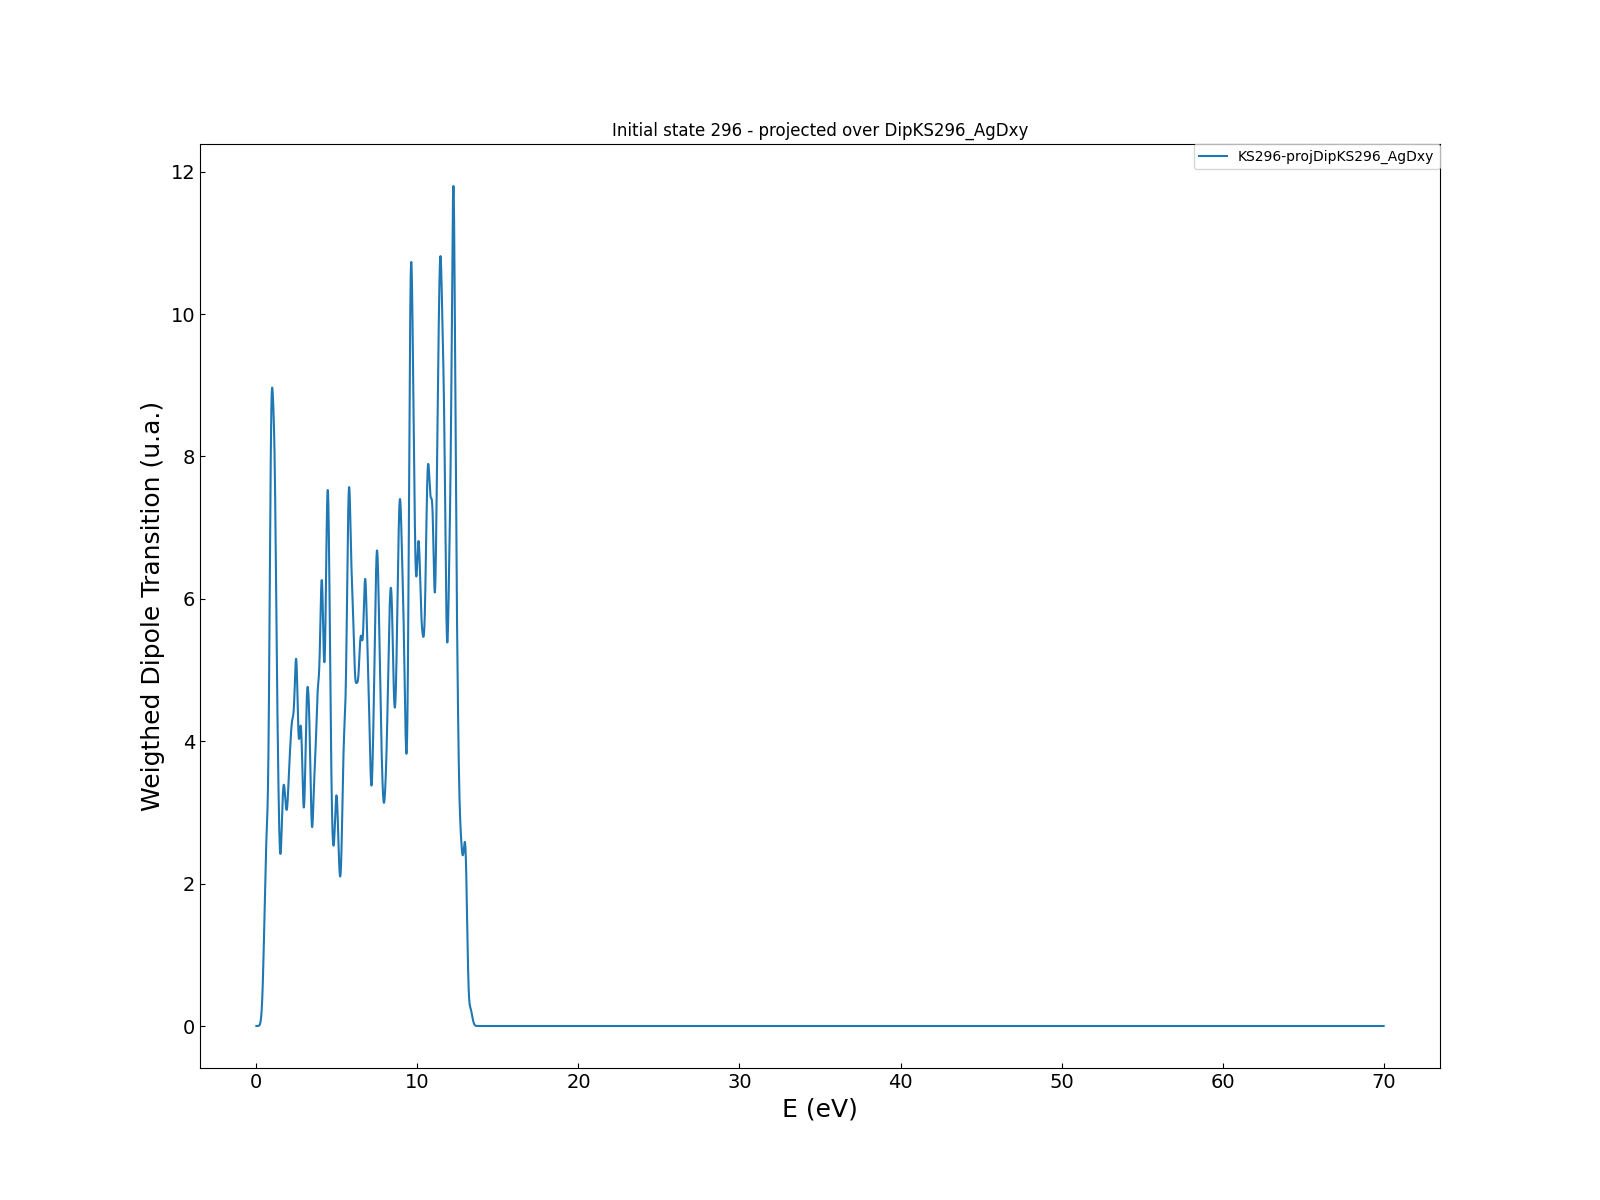 Initial state 296 - projected over DipKS296_AgDxy
KS296-projDipKS296_AgDxy
12
10
8
6
4
2
0
Weigthed Dipole Transition (u.a.)
0 10 20 30 40 50 60 70
E (eV)